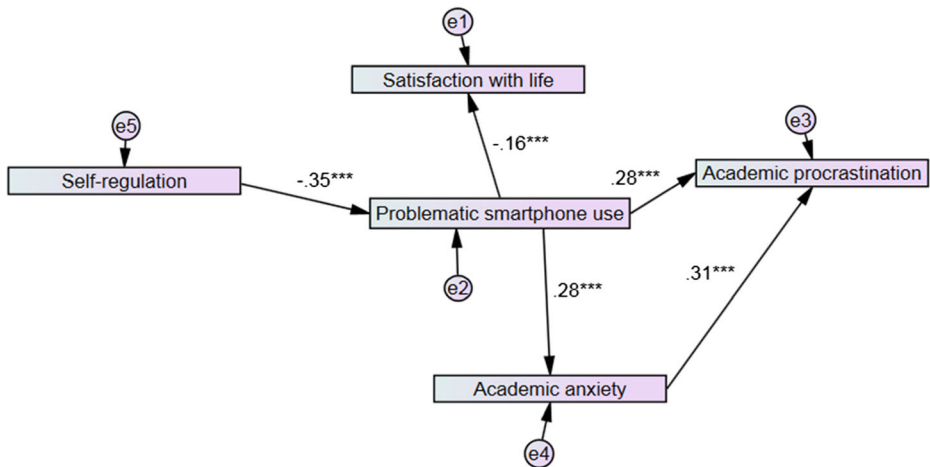 e1
Satisfaction with life
e5
e3
-.16***
Self-regulation
-.35***
.28***
Academic procrastination
Problematic smartphone use
e2
.28***
.31***
Academic anxiety
e4